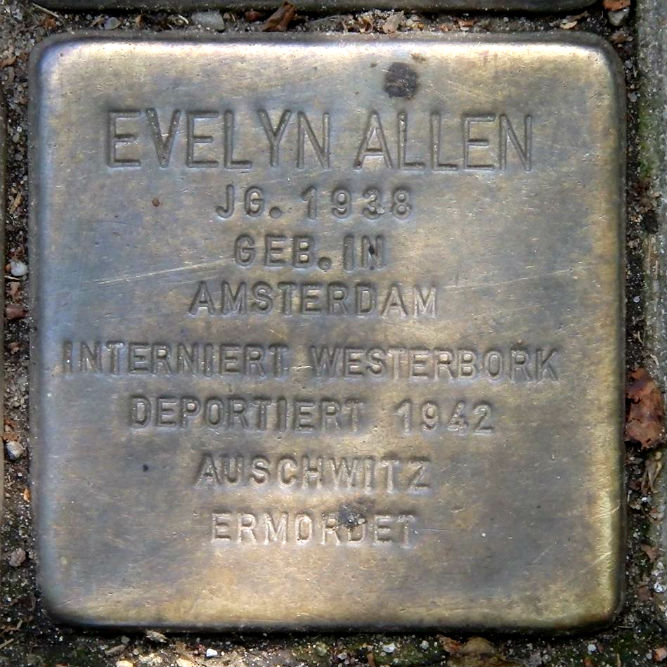 EVELYN ALLEN
JG. 1938
GEB. IN
AMSTERDAM
INTERNIERT WESTERBORK
DEPORTIERT 1942
AUSCHWITZ
ERMORDET